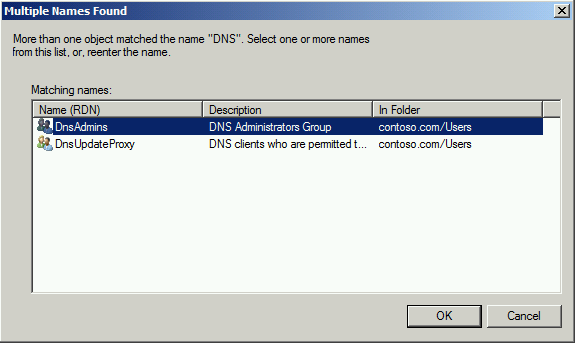 Multiple Names Found
More than one object matched the name "DNS". Select one or more names
from this list, or, reenter the name.
Matching names:
Name (RDN) Description In Folder
DnsAdmins DNS Administrators Group contoso.com/Users
DnsUpdateProxy DNS clients who are permitted t... contoso.com/Users
OK Cancel